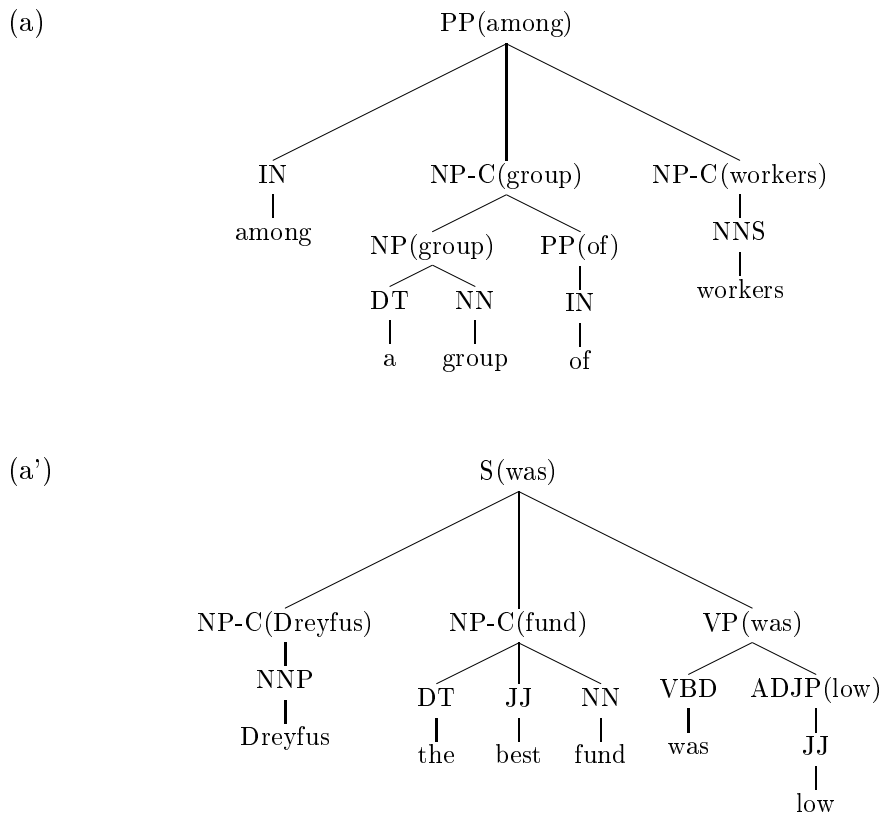 (a)
PP(among)
IN NP-C(group) NP-C(workers)
among NP(group) PP(of) NNS
DT NN IN workers
a group of
(a')
S(was)
NP-C(Dreyfus) NP-C(fund) VP(was)
NNP DT JJ NN VBD ADJP(low)
Dreyfus the best fund was JJ
low